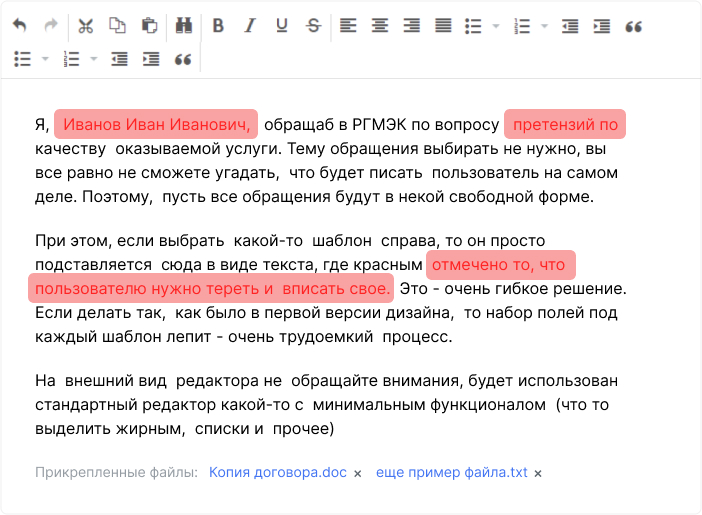 Я, Иванов Иван Иванович, обращаб в РГМЭК по вопросу претензий по
качеству оказываемой услуги. Тему обращения выбирать не нужно, вы
все равно не сможете угадать, что будет писать пользователь на самом
деле. Поэтому, пусть все обращения будут в некой свободной форме.
При этом, если выбрать какой-то шаблон справа, то он просто
подставляется сюда в виде текста, где красным отмечено то, что
пользователю нужно тереть и вписать свое. Это - очень гибкое решение.
Если делать так, как было в первой версии дизайна, то набор полей под
каждый шаблон лепит - очень трудоемкий процесс.
На внешний вид редактора не обращайте внимания, будет использован
стандартный редактор какой-то с минимальным функционалом (что то
выделить жирным, списки и прочее)
Прикрепленные файлы: Копия договора.doc × еще пример файла.txt ×